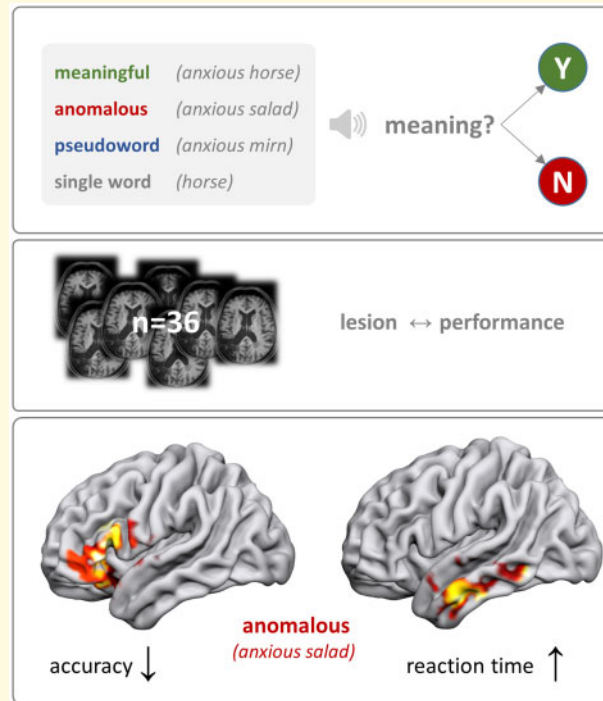 meaningful (anxious horse)
anomalous (anxious salad)
pseudoword (anxious mirn)
single word (horse)
meaning?
Y
N
n=36
lesion ↔ performance
anomalous
(anxious salad)
accuracy ↓
reaction time ↑